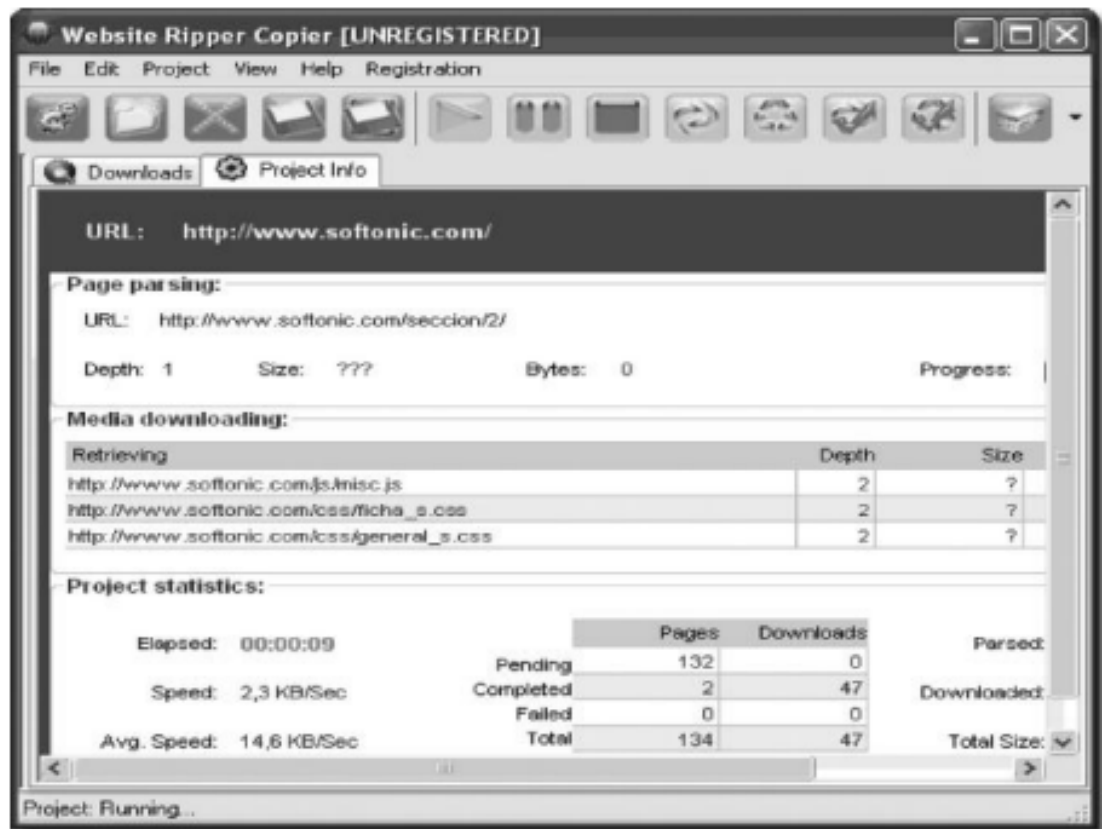 Website Ripper Copier [UNREGISTERED]
File Edit Project View Help Registration
Downloads Project Info
URL: http://www.softonic.com/
Page parsing:
URL: http://www.softonic.com/seccion/2/
Depth: 1 Size: ??? Bytes: 0 Progress:
Media downloading:
Retrieving Depth Size
http://www.softonic.com/js/misc.js 2 ?
http://www.softonic.com/css/ficha_s.css 2 ?
http://www.softonic.com/css/general_s.css 2 ?
Project statistics:
Pages Downloads
Elapsed: 00:00:09 Parsed:
Pending 132 0
Speed: 2,3 KB/Sec Completed 2 47 Downloaded:
Failed 0 0
Avg. Speed: 14,6 KB/Sec Total 134 47 Total Size:
Project: Running...